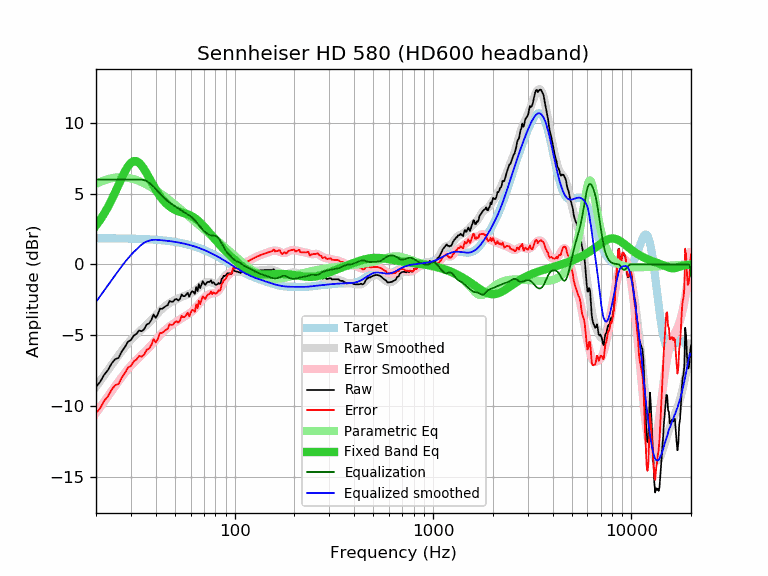 Sennheiser HD 580 (HD600 headband)
Amplitude (dBr)
10
5
0
−5
−10
−15
Target
Raw Smoothed
Error Smoothed
Raw
Error
Parametric Eq
Fixed Band Eq
Equalization
Equalized smoothed
100
1000
10000
Frequency (Hz)